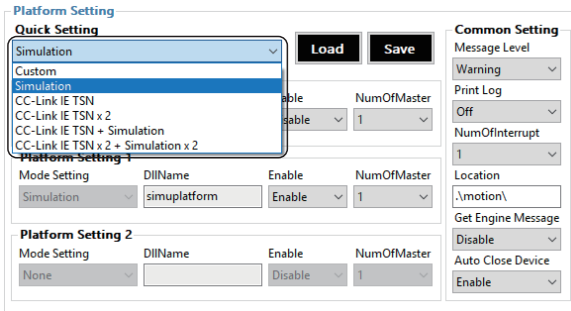 Platform Setting
Quick Setting
Simulation
Load
Save
Custom
Simulation
CC-Link IE TSN
CC-Link IE TSN x 2
CC-Link IE TSN + Simulation
CC-Link IE TSN x 2 + Simulation x 2
NumOfMaster
1
Platform Setting 1
Mode Setting DllName Enable NumOfMaster
Simulation simuplatform Enable 1
Platform Setting 2
Mode Setting DllName Enable NumOfMaster
None Disable 1
Common Setting
Message Level
Warning
Print Log
Off
NumOfInterrupt
1
Location
.\motion\
Get Engine Message
Disable
Auto Close Device
Enable